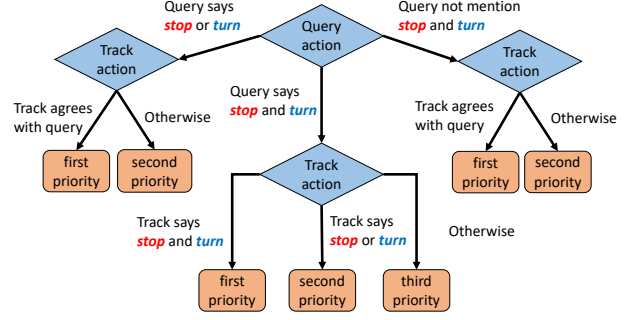 Query says
stop or turn
Query
action
Query not mention
stop and turn
Track
action
Track
action
Query says
stop and turn
Track agrees
with query
Otherwise
Track agrees
with query
Otherwise
first
priority
second
priority
first
priority
second
priority
Track
action
Track says
stop and turn
Track says
stop or turn
Otherwise
first
priority
second
priority
third
priority